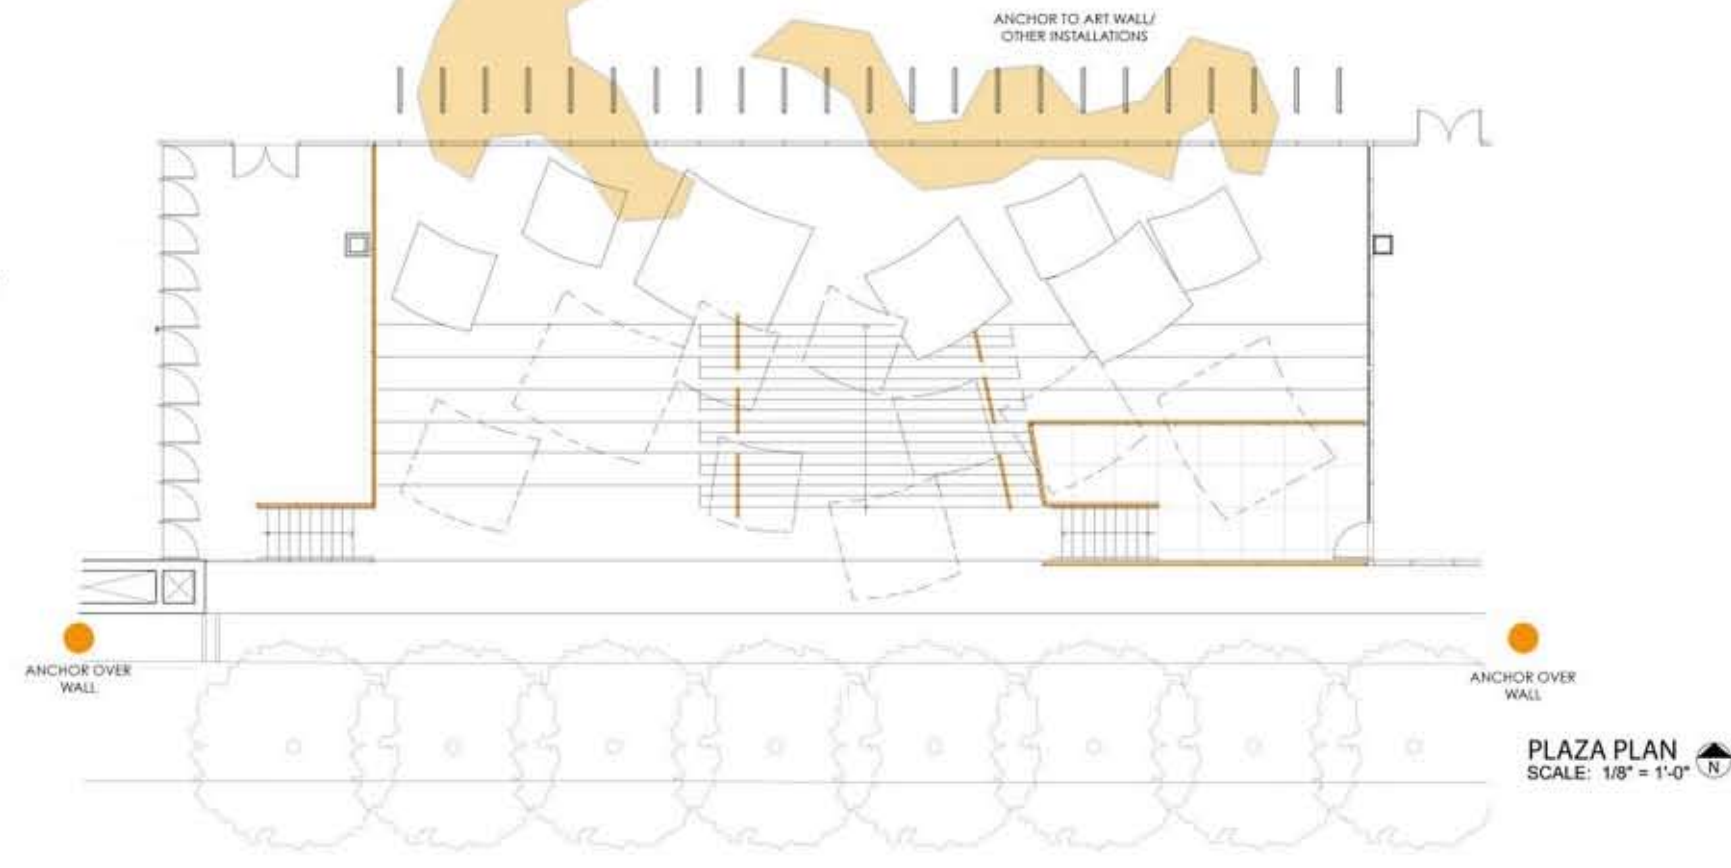 ANCHOR TO ART WALL/
OTHER INSTALLATIONS
ANCHOR OVER
WALL
ANCHOR OVER
WALL
PLAZA PLAN
SCALE: 1/8" = 1'-0"
N